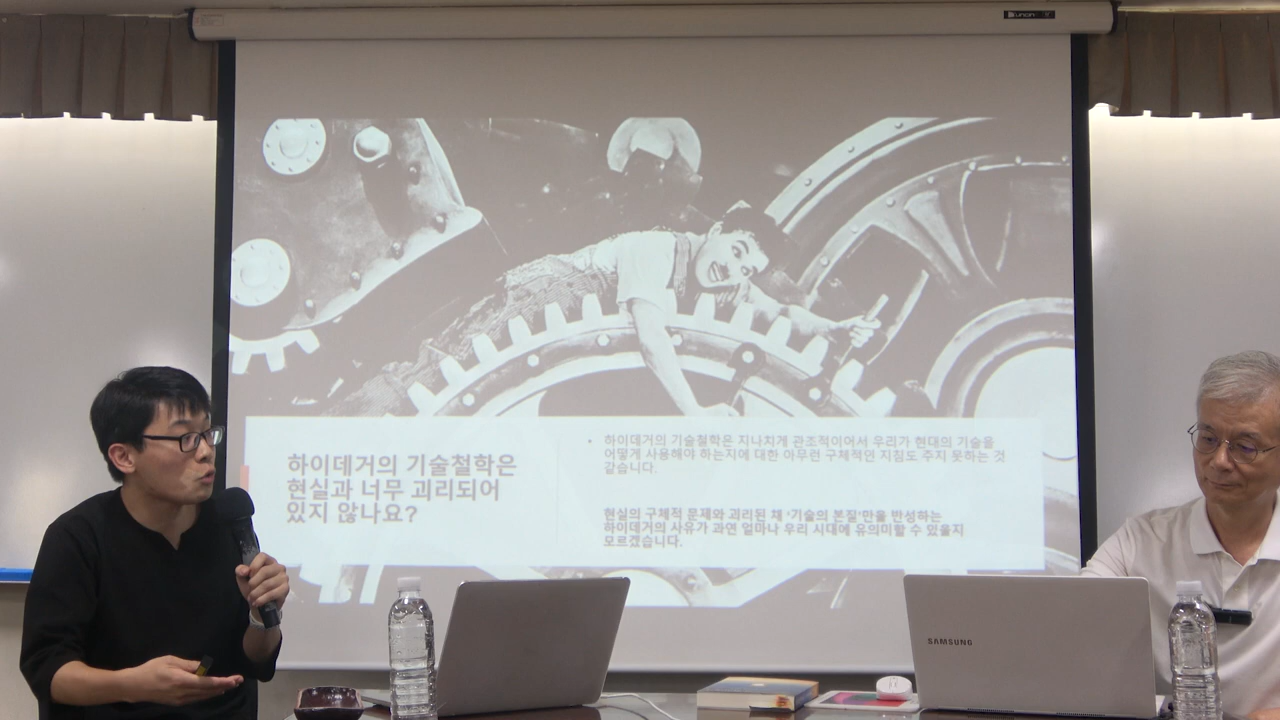 하이데거의 기술철학은
현실과 너무 괴리되어
있지 않나요?
• 하이데거의 기술철학은 지나치게 관조적이어서 우리가 현대의 기술을
어떻게 사용해야 하는지에 대한 아무런 구체적인 지침도 주지 못하는 것
같습니다.
현실의 구체적 문제와 괴리된 채 '기술의 본질'만을 반성하는
하이데거의 사유가 과연 얼마나 우리 시대에 유의미할 수 있을지
모르겠습니다.
SAMSUNG